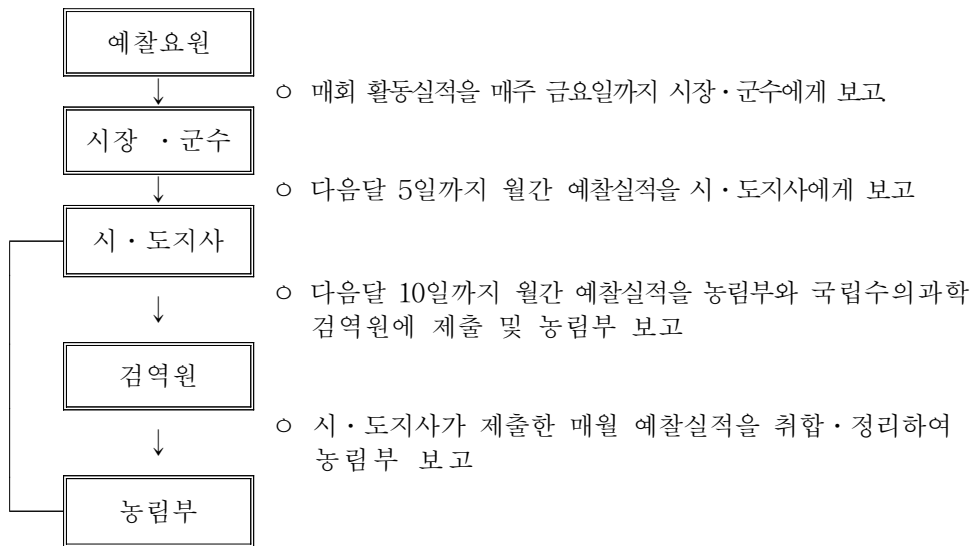 예찰요원
↓
ㅇ 매회 활동실적을 매주 금요일까지 시장·군수에게 보고.
시장 ·군수
↓
ㅇ 다음달 5일까지 월간 예찰실적을 시·도지사에게 보고
시·도지사
↓
ㅇ 다음달 10일까지 월간 예찰실적을 농림부와 국립수의과학
검역원에 제출 및 농림부 보고
검역원
↓
ㅇ 시·도지사가 제출한 매월 예찰실적을 취합·정리하여
농림부 보고
농림부